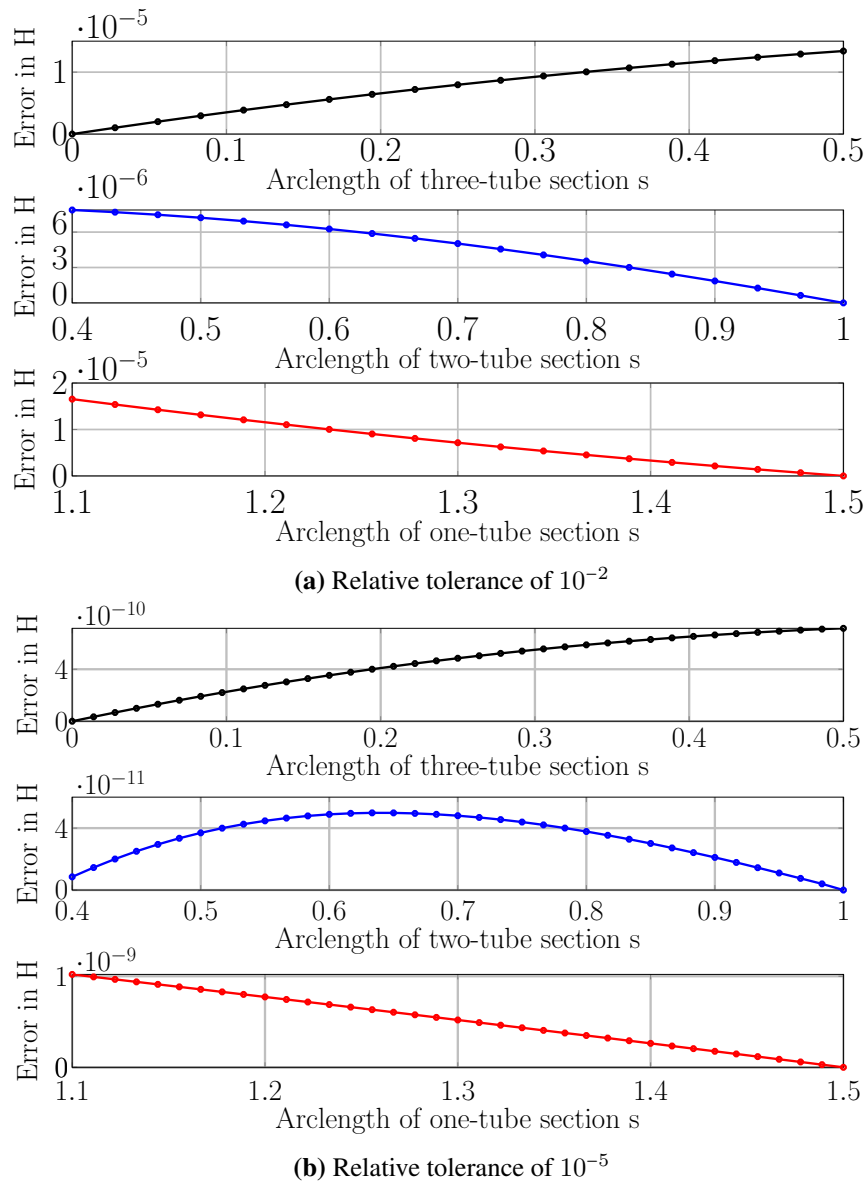 ·10⁻⁵
Error in H
1
0
0 0.1 0.2 0.3 0.4 0.5
Arclength of three-tube section s
·10⁻⁶
Error in H
6
3
0
0.4 0.5 0.6 0.7 0.8 0.9 1
Arclength of two-tube section s
·10⁻⁵
Error in H
2
1
0
1.1 1.2 1.3 1.4 1.5
Arclength of one-tube section s
(a) Relative tolerance of 10⁻²
·10⁻¹⁰
Error in H
4
0
0 0.1 0.2 0.3 0.4 0.5
Arclength of three-tube section s
·10⁻¹¹
Error in H
4
0
0.4 0.5 0.6 0.7 0.8 0.9 1
Arclength of two-tube section s
·10⁻⁹
Error in H
1
0
1.1 1.2 1.3 1.4 1.5
Arclength of one-tube section s
(b) Relative tolerance of 10⁻⁵